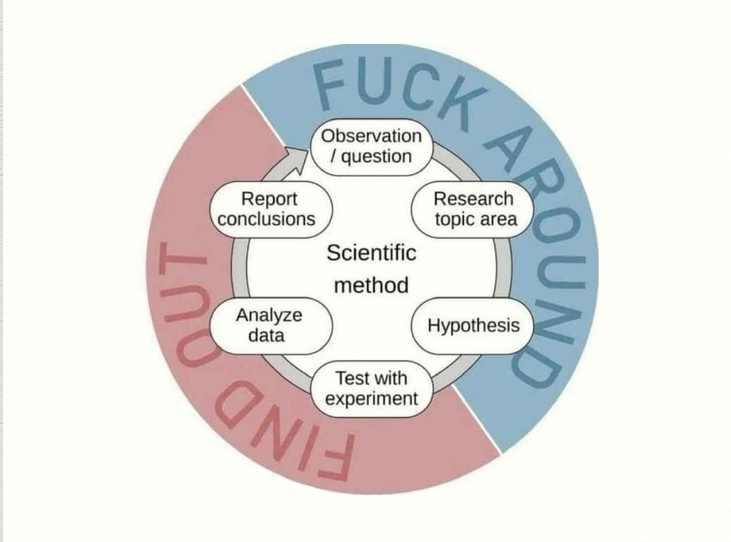 FUCK AROUND
FIND OUT
Scientific
method
Observation
/ question
Research
topic area
Hypothesis
Test with
experiment
Analyze
data
Report
conclusions